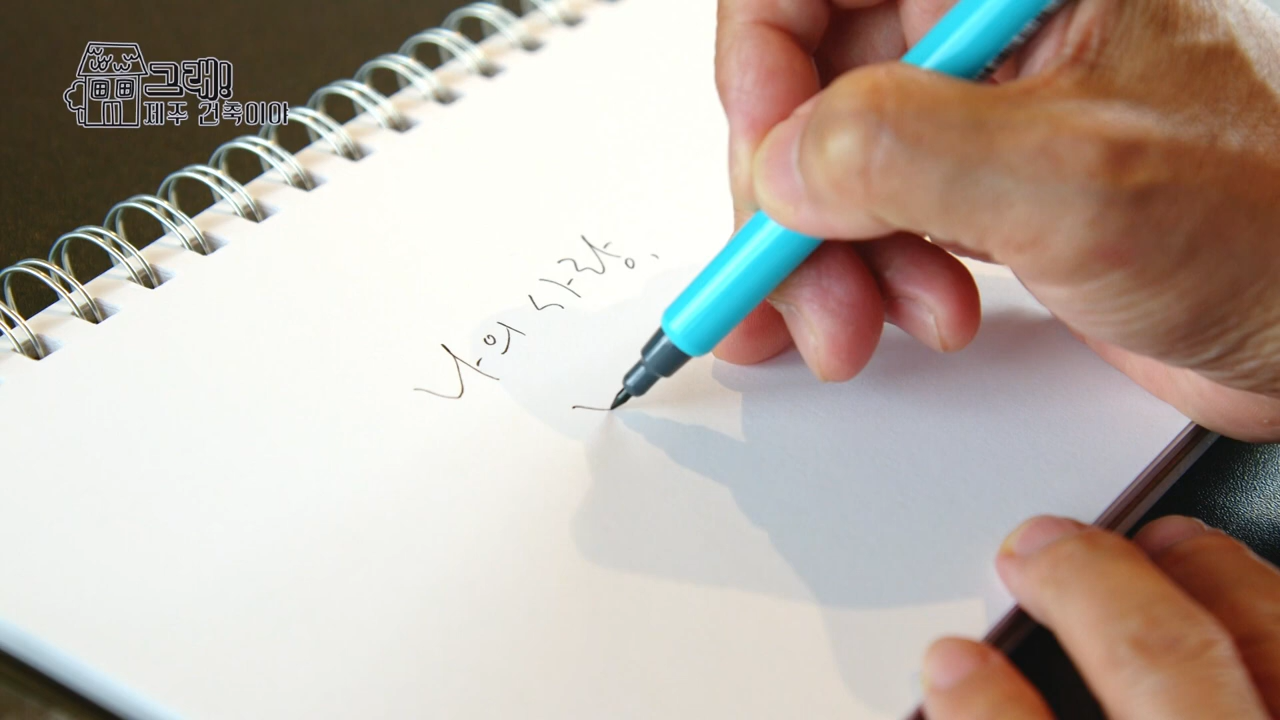 그래!
제주 건축이야
나의 사랑.